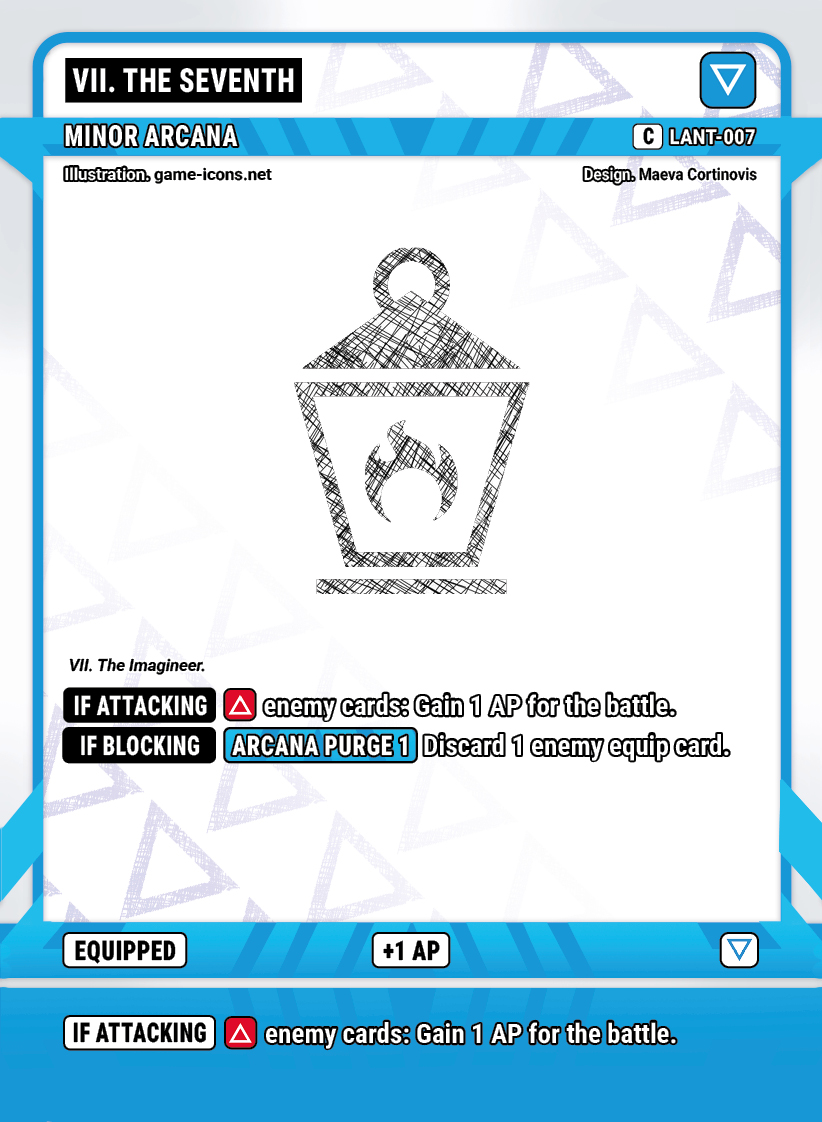 VII. THE SEVENTH
MINOR ARCANA
C LANT-007
Illustration. game-icons.net
Design. Maeva Cortinovis
VII. The Imagineer.
IF ATTACKING enemy cards: Gain 1 AP for the battle.
IF BLOCKING ARCANA PURGE 1 Discard 1 enemy equip card.
EQUIPPED
+1 AP
IF ATTACKING enemy cards: Gain 1 AP for the battle.